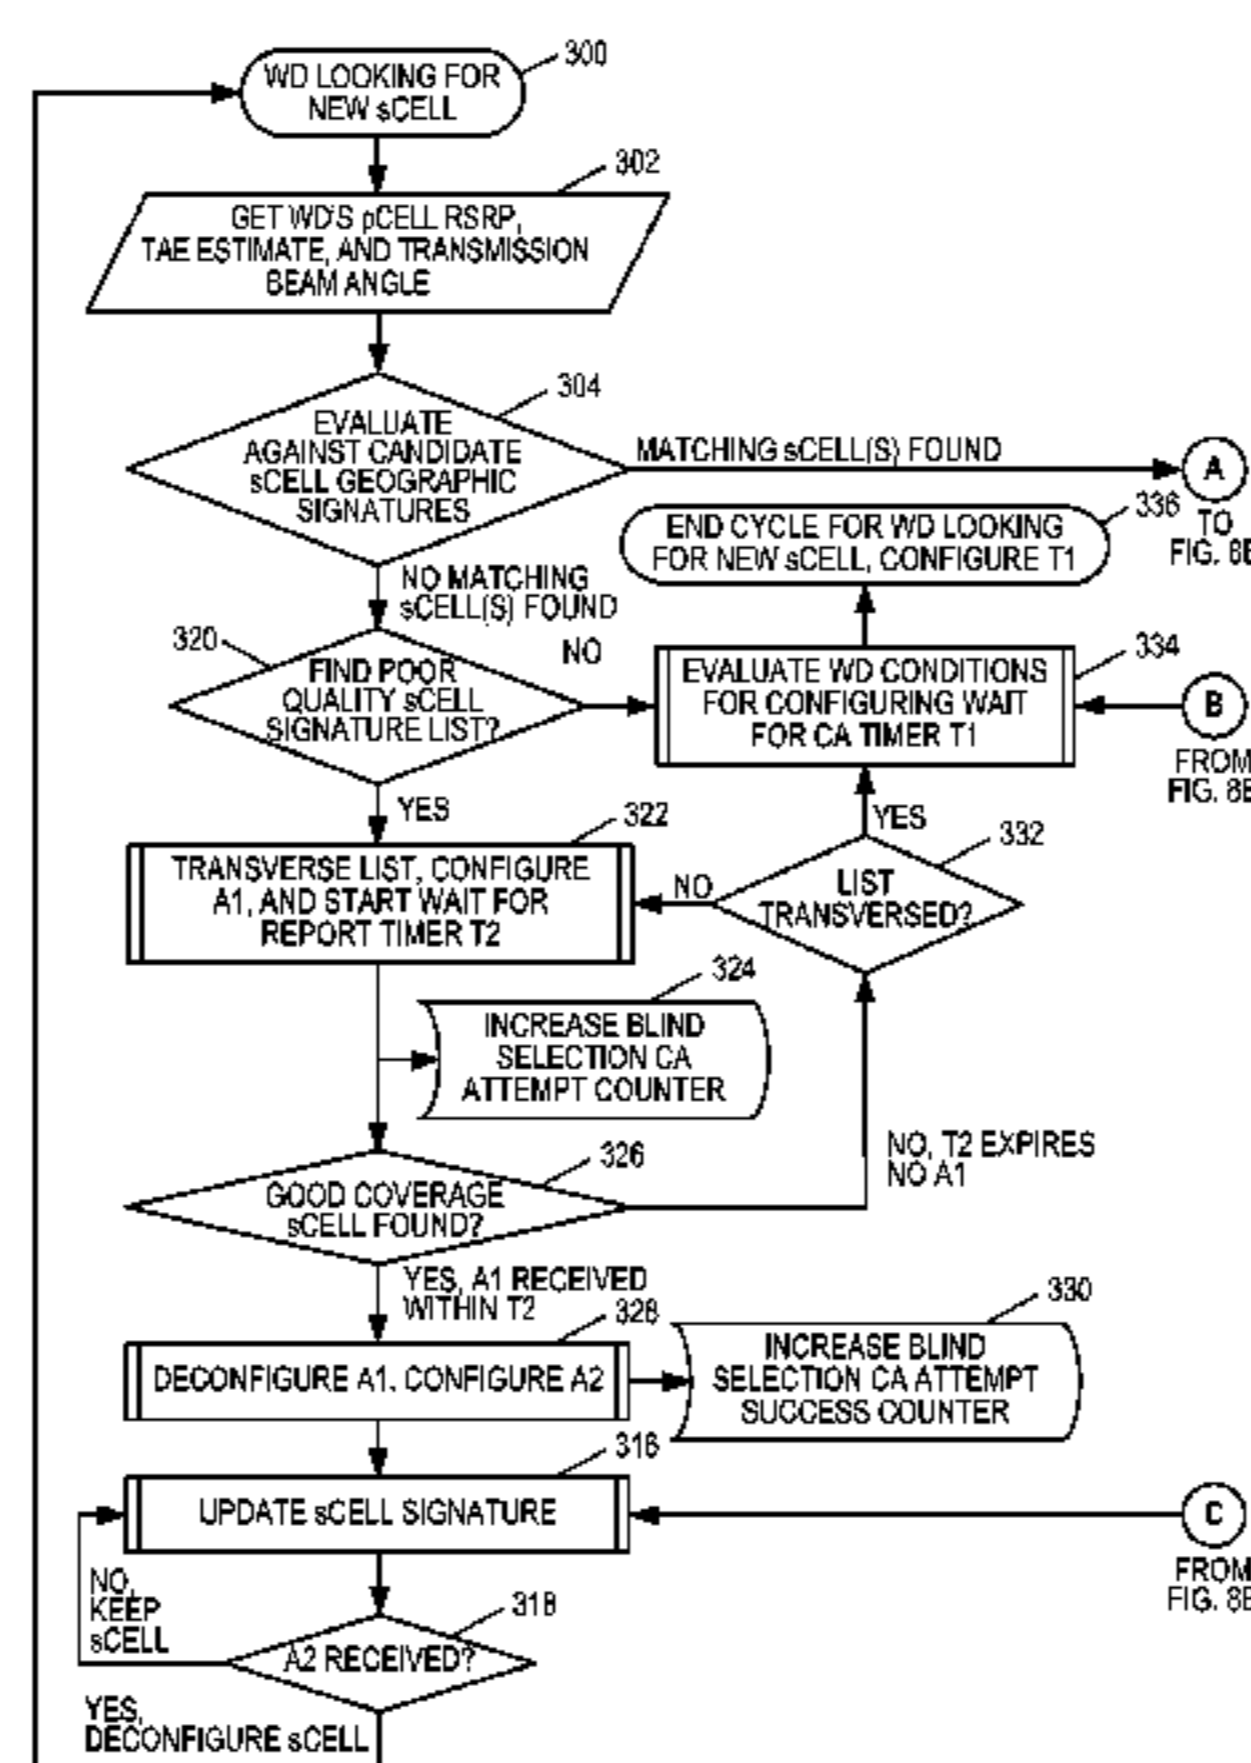 300
WD LOOKING FOR
NEW sCELL
302
GET WD'S pCELL RSRP,
TAE ESTIMATE, AND TRANSMISSION
BEAM ANGLE
304
EVALUATE
AGAINST CANDIDATE
sCELL GEOGRAPHIC
SIGNATURES
MATCHING sCELL(S) FOUND
A
TO
FIG. 8B
336
END CYCLE FOR WD LOOKING
FOR NEW sCELL, CONFIGURE T1
NO MATCHING
sCELL(S) FOUND
320
FIND POOR
QUALITY sCELL
SIGNATURE LIST?
NO
334
EVALUATE WD CONDITIONS
FOR CONFIGURING WAIT
FOR CA TIMER T1
B
FROM
FIG. 8B
YES
322
TRANSVERSE LIST, CONFIGURE
A1, AND START WAIT FOR
REPORT TIMER T2
YES
332
LIST
TRANSVERSED?
NO
324
INCREASE BLIND
SELECTION CA
ATTEMPT COUNTER
326
GOOD COVERAGE
sCELL FOUND?
NO, T2 EXPIRES
NO A1
YES, A1 RECEIVED
WITHIN T2
328
DECONFIGURE A1, CONFIGURE A2
330
INCREASE BLIND
SELECTION CA ATTEMPT
SUCCESS COUNTER
316
UPDATE sCELL SIGNATURE
C
FROM
FIG. 8B
NO,
KEEP
sCELL
318
A2 RECEIVED?
YES,
DECONFIGURE sCELL